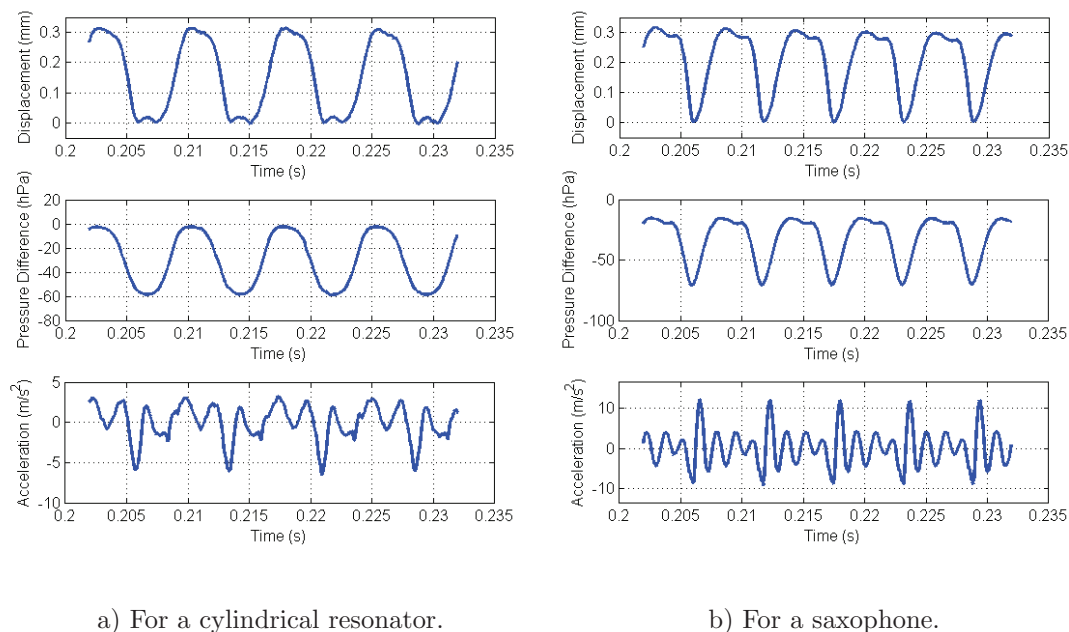 Displacement (mm)
0.3
0.2
0.1
0
0.2 0.205 0.21 0.215 0.22 0.225 0.23 0.235
Time (s)
Pressure Difference (hPa)
20
0
-20
-40
-60
-80
0.2 0.205 0.21 0.215 0.22 0.225 0.23 0.235
Time (s)
Acceleration (m/s²)
5
0
-5
-10
0.2 0.205 0.21 0.215 0.22 0.225 0.23 0.235
Time (s)
a) For a cylindrical resonator.
Displacement (mm)
0.3
0.2
0.1
0
0.2 0.205 0.21 0.215 0.22 0.225 0.23 0.235
Time (s)
Pressure Difference (hPa)
0
-50
-100
0.2 0.205 0.21 0.215 0.22 0.225 0.23 0.235
Time (s)
Acceleration (m/s²)
10
0
-10
0.2 0.205 0.21 0.215 0.22 0.225 0.23 0.235
Time (s)
b) For a saxophone.